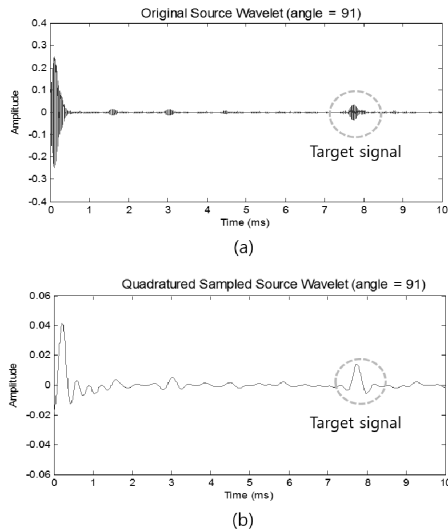 Original Source Wavelet (angle = 91)
0.4
0.3
0.2
0.1
0
-0.1
-0.2
-0.3
-0.4
Amplitude
Target signal
0 1 2 3 4 5 6 7 8 9 10
Time (ms)
(a)
Quadratured Sampled Source Wavelet (angle = 91)
0.06
0.04
0.02
0
-0.02
-0.04
-0.06
Amplitude
Target signal
0 1 2 3 4 5 6 7 8 9 10
Time (ms)
(b)